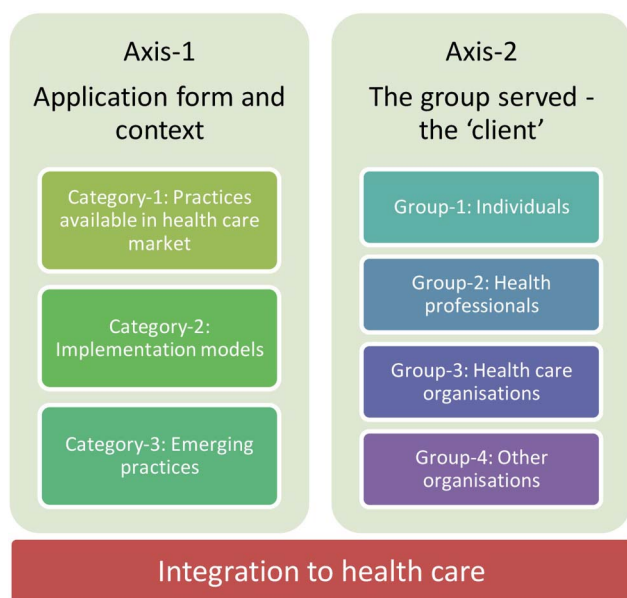 Axis-1
Application form and
context
Category-1: Practices
available in health care
market
Category-2:
Implementation models
Category-3: Emerging
practices
Axis-2
The group served -
the ‘client’
Group-1: Individuals
Group-2: Health
professionals
Group-3: Health care
organisations
Group-4: Other
organisations
Integration to health care